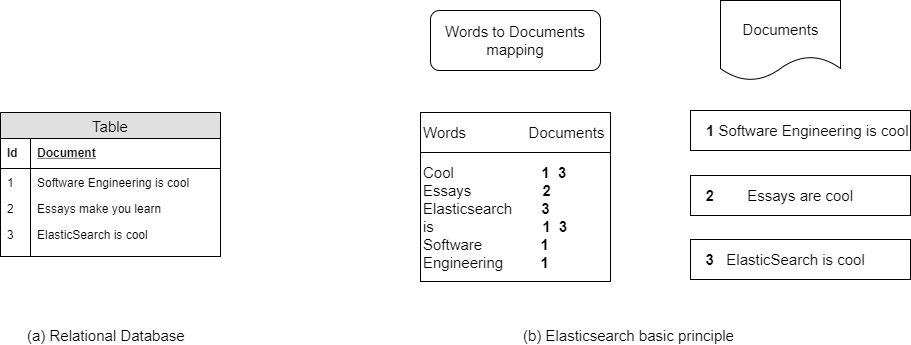 Words to Documents
mapping
Documents
Table
Id Document
1 Software Engineering is cool
2 Essays make you learn
3 ElasticSearch is cool
Words Documents
Cool 1 3
Essays 2
Elasticsearch 3
is 1 3
Software 1
Engineering 1
1 Software Engineering is cool
2 Essays are cool
3 ElasticSearch is cool
(a) Relational Database
(b) Elasticsearch basic principle